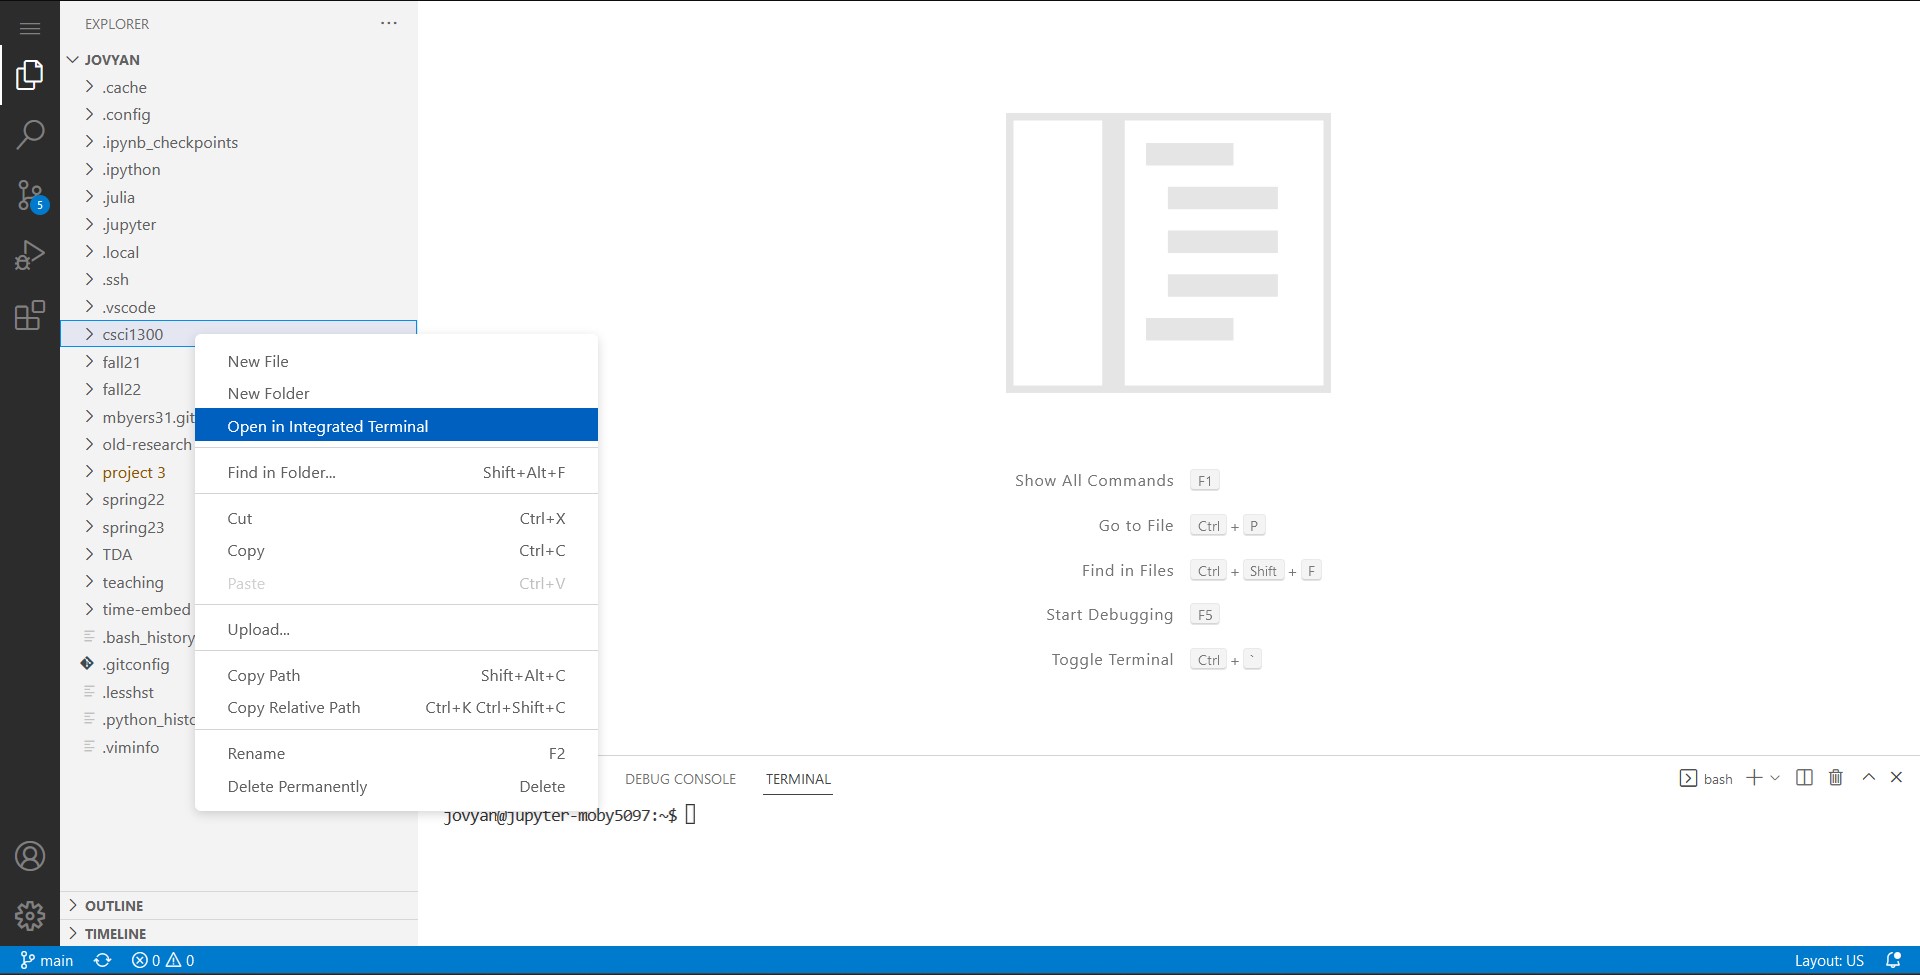 EXPLORER
JOVYAN
.cache
.config
.ipynb_checkpoints
.ipython
.julia
.jupyter
.local
.ssh
.vscode
csci1300
fall21
fall22
mbyers31.git
old-research
project 3
spring22
spring23
TDA
teaching
time-embed
.bash_history
.gitconfig
.lesshst
.python_histo
.viminfo
OUTLINE
TIMELINE
5
New File
New Folder
Open in Integrated Terminal
Find in Folder... Shift+Alt+F
Cut Ctrl+X
Copy Ctrl+C
Paste Ctrl+V
Upload...
Copy Path Shift+Alt+C
Copy Relative Path Ctrl+K Ctrl+Shift+C
Rename F2
Delete Permanently Delete
Show All Commands F1
Go to File Ctrl + P
Find in Files Ctrl + Shift + F
Start Debugging F5
Toggle Terminal Ctrl + `
DEBUG CONSOLE TERMINAL bash
jovyan@jupyter-moby5097:~$
main 0 0 Layout: US